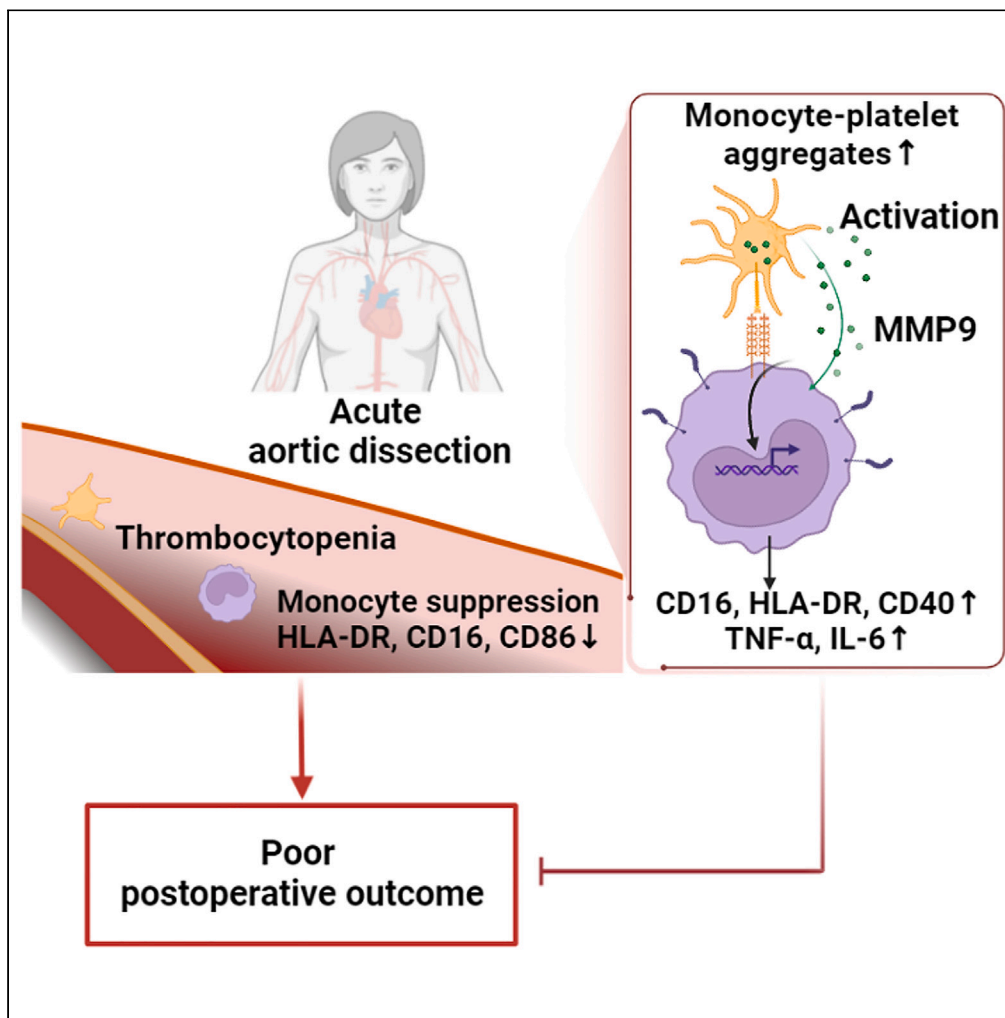 Monocyte-platelet
aggregates↑
Activation
MMP9
Acute
aortic dissection
Thrombocytopenia
Monocyte suppression
HLA-DR, CD16, CD86↓
CD16, HLA-DR, CD40↑
TNF-α, IL-6↑
Poor
postoperative outcome